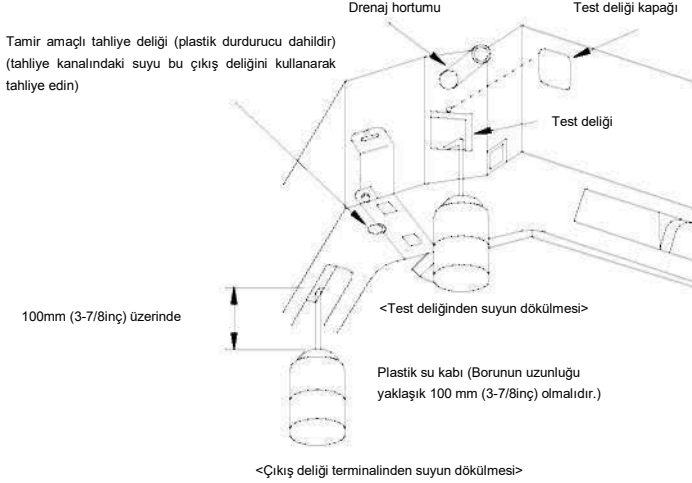 Drenaj hortumu
Test deliği kapağı
Tamir amaçlı tahliye deliği (plastik durdurucu dahildir)
(tahliye kanalındaki suyu bu çıkış deliğini kullanarak
tahliye edin)
Test deliği
<Test deliğinden suyun dökülmesi>
100mm (3-7/8inç) üzerinde
Plastik su kabı (Borunun uzunluğu
yaklaşık 100 mm (3-7/8inç) olmalıdır.)
<Çıkış deliği terminalinden suyun dökülmesi>